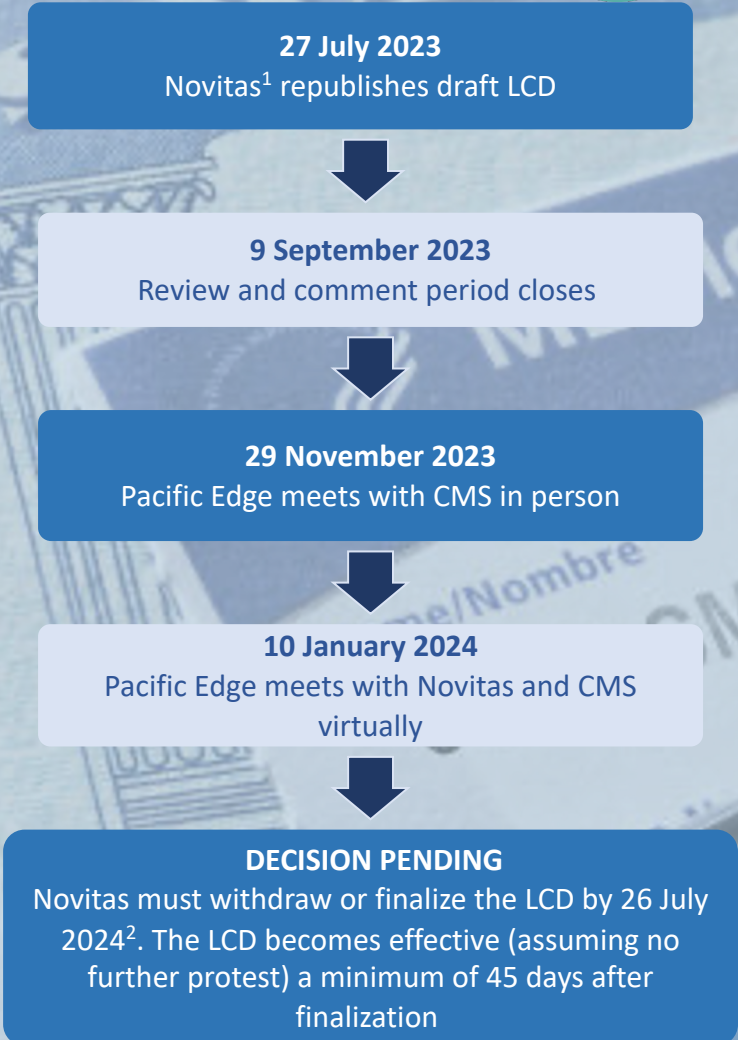 27 July 2023
Novitas¹ republishes draft LCD
9 September 2023
Review and comment period closes
29 November 2023
Pacific Edge meets with CMS in person
me/Nombre
10 January 2024
Pacific Edge meets with Novitas and CMS
virtually
DECISION PENDING
Novitas must withdraw or finalize the LCD by 26 July
2024². The LCD becomes effective (assuming no
further protest) a minimum of 45 days after
finalization